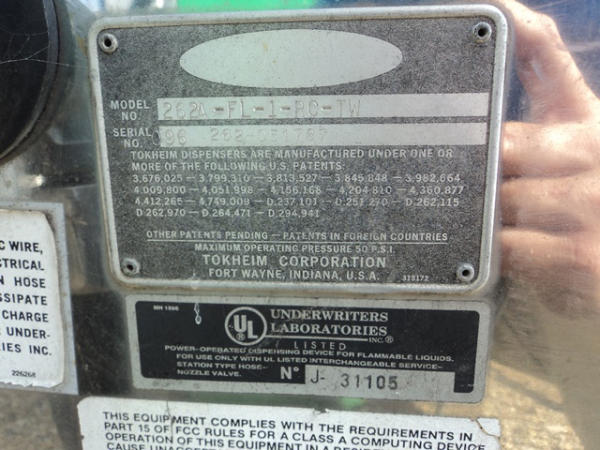 MODEL NO. 262A-FL-1-RC-TW
SERIAL NO. 96
TOKHEIM DISPENSERS ARE MANUFACTURED UNDER ONE OR
MORE OF THE FOLLOWING U.S. PATENTS:
3,676,025—3,799,310—3,813,527—3,845,848—3,982,664
4,009,800—4,051,998—4,156,168—4,204,810—4,360,877
4,412,265—4,749,009—D.237,101—D.251,270—D.262,115
D.262,970—D.264,471—D.294,941
OTHER PATENTS PENDING—PATENTS IN FOREIGN COUNTRIES
MAXIMUM OPERATING PRESSURE 50 P.S.I.
TOKHEIM CORPORATION
FORT WAYNE, INDIANA, U.S.A.
C WIRE,
CTRICAL
N HOSE
SSIPATE
CHARGE
UNDER-
IES INC.
226268
UL
®
UNDERWRITERS
LABORATORIES
INC.®
LISTED
POWER-OPERATED DISPENSING DEVICE FOR FLAMMABLE LIQUIDS.
FOR USE ONLY WITH UL LISTED INTERCHANGEABLE SERVICE-
STATION TYPE HOSE-
NOZZLE VALVE.
N° J- 31105
THIS EQUIPMENT COMPLIES WITH THE REQUIREMENTS IN
PART 15 OF FCC RULES FOR A CLASS A COMPUTING DEVICE
OPERATION OF THIS EQUIPMENT IN A